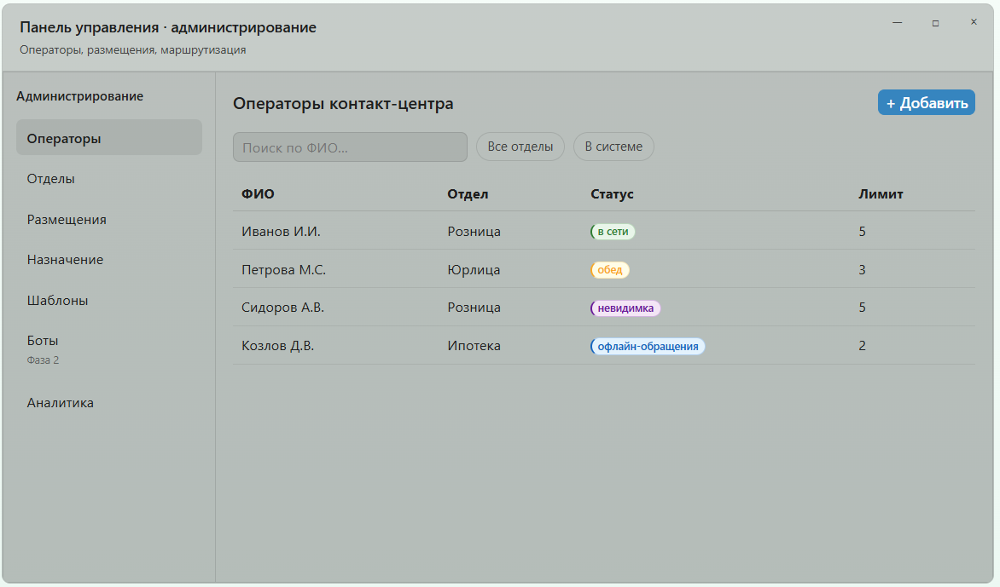 Панель управления · администрирование
Операторы, размещения, маршрутизация
Администрирование
Операторы
Отделы
Размещения
Назначение
Шаблоны
Боты
Фаза 2
Аналитика
Операторы контакт-центра
+ Добавить
Поиск по ФИО...
Все отделы
В системе
ФИО Отдел Статус Лимит
Иванов И.И. Розница в сети 5
Петрова М.С. Юрлица обед 3
Сидоров А.В. Розница невидимка 5
Козлов Д.В. Ипотека офлайн-обращения 2